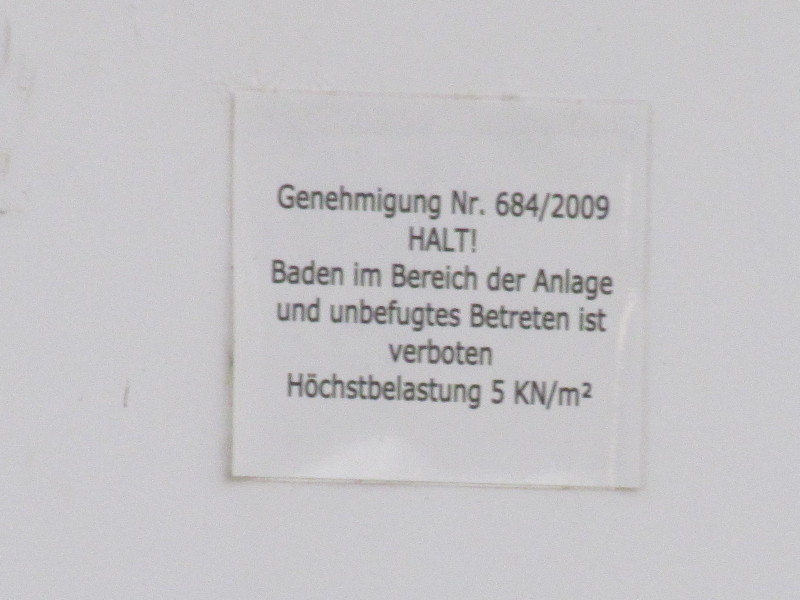 Genehmigung Nr. 684/2009
HALT!
Baden im Bereich der Anlage
und unbefugtes Betreten ist
verboten
Höchstbelastung 5 KN/m²